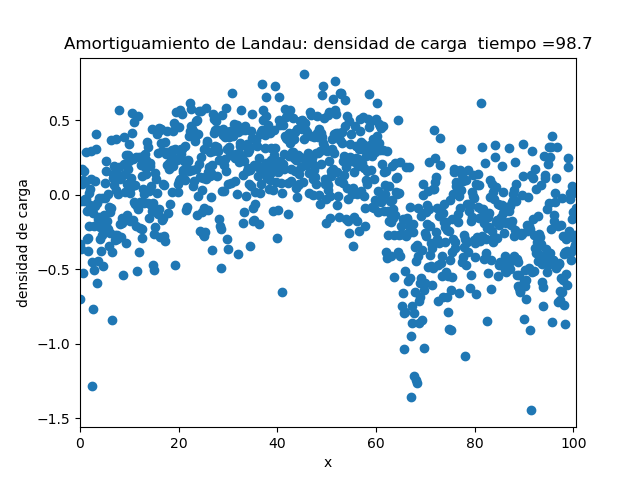 Amortiguamiento de Landau: densidad de carga  tiempo =98.7
densidad de carga
0.5
0.0
−0.5
−1.0
−1.5
0 20 40 60 80 100
x